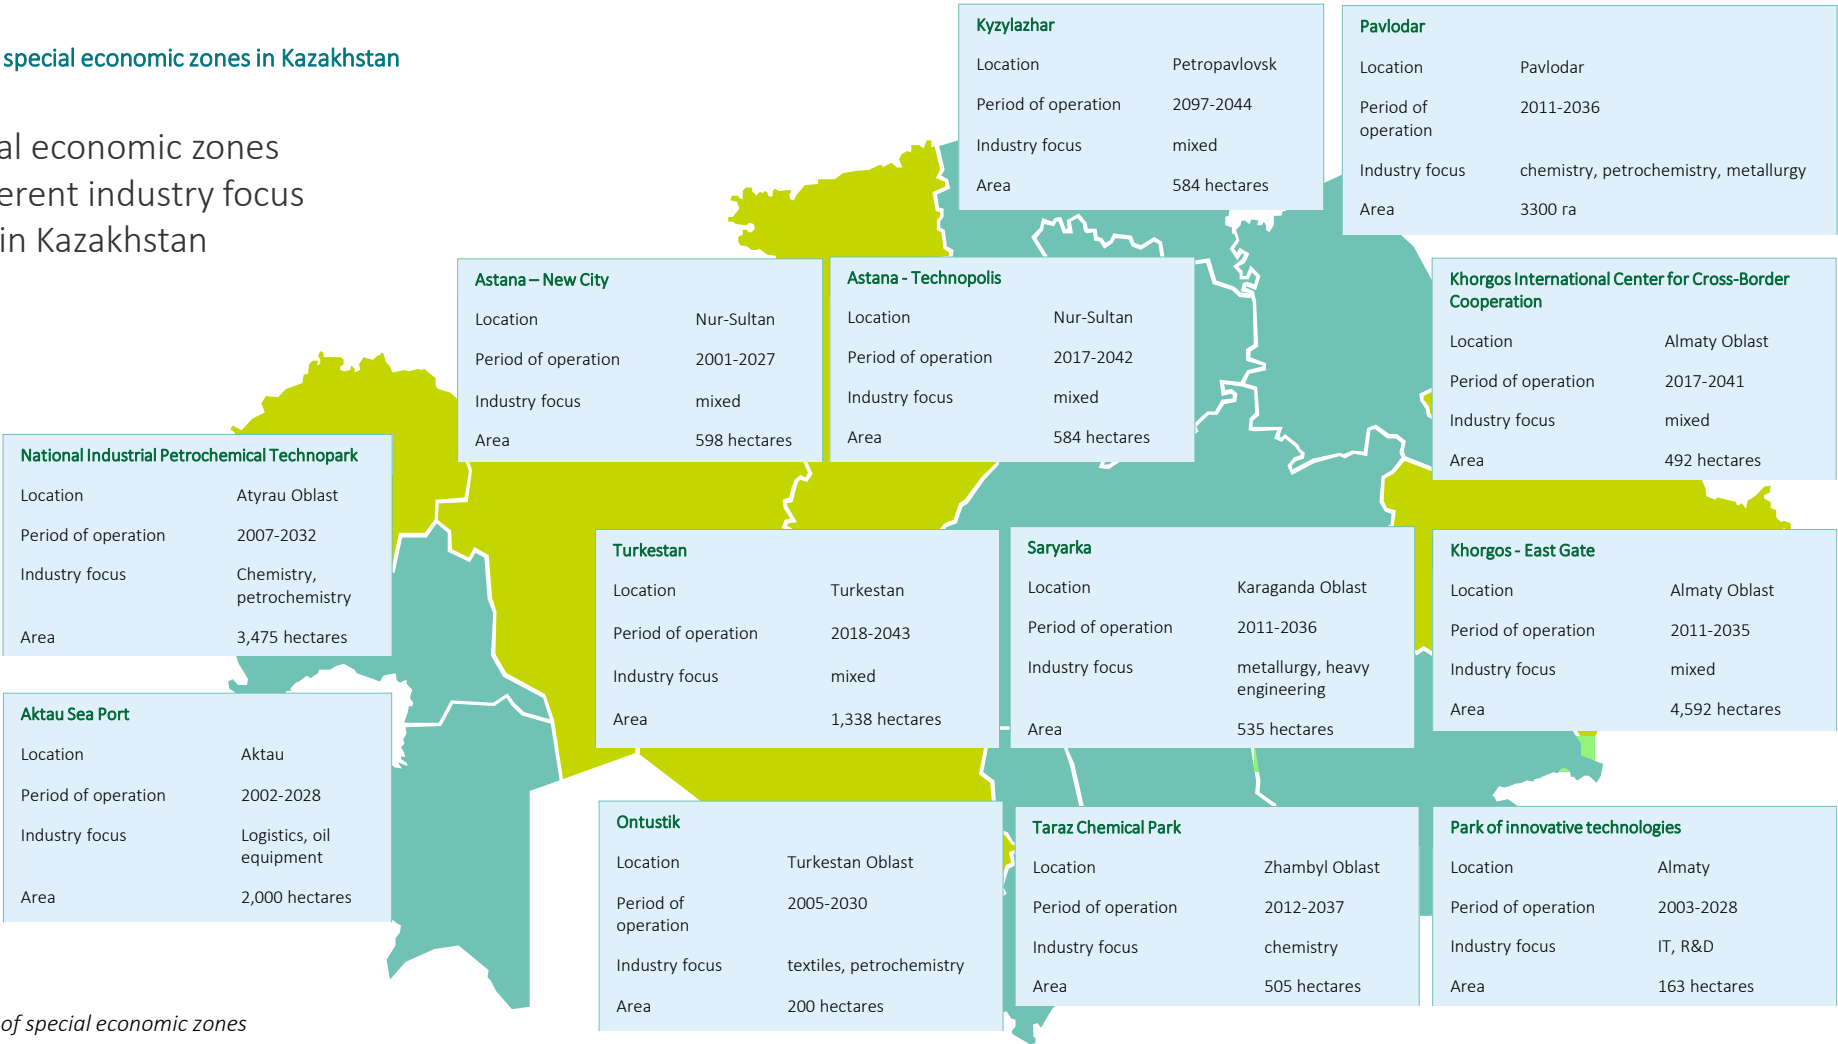 special economic zones in Kazakhstan
al economic zones
erent industry focus
in Kazakhstan
Kyzylazhar
Location Petropavlovsk
Period of operation 2097-2044
Industry focus mixed
Area 584 hectares
Pavlodar
Location Pavlodar
Period of operation 2011-2036
Industry focus chemistry, petrochemistry, metallurgy
Area 3300 га
Astana – New City
Location Nur-Sultan
Period of operation 2001-2027
Industry focus mixed
Area 598 hectares
Astana - Technopolis
Location Nur-Sultan
Period of operation 2017-2042
Industry focus mixed
Area 584 hectares
Khorgos International Center for Cross-Border
Cooperation
Location Almaty Oblast
Period of operation 2017-2041
Industry focus mixed
Area 492 hectares
National Industrial Petrochemical Technopark
Location Atyrau Oblast
Period of operation 2007-2032
Industry focus Chemistry,
petrochemistry
Area 3,475 hectares
Turkestan
Location Turkestan
Period of operation 2018-2043
Industry focus mixed
Area 1,338 hectares
Saryarka
Location Karaganda Oblast
Period of operation 2011-2036
Industry focus metallurgy, heavy
engineering
Area 535 hectares
Khorgos - East Gate
Location Almaty Oblast
Period of operation 2011-2035
Industry focus mixed
Area 4,592 hectares
Aktau Sea Port
Location Aktau
Period of operation 2002-2028
Industry focus Logistics, oil
equipment
Area 2,000 hectares
Ontustik
Location Turkestan Oblast
Period of operation 2005-2030
Industry focus textiles, petrochemistry
Area 200 hectares
Taraz Chemical Park
Location Zhambyl Oblast
Period of operation 2012-2037
Industry focus chemistry
Area 505 hectares
Park of innovative technologies
Location Almaty
Period of operation 2003-2028
Industry focus IT, R&D
Area 163 hectares
of special economic zones